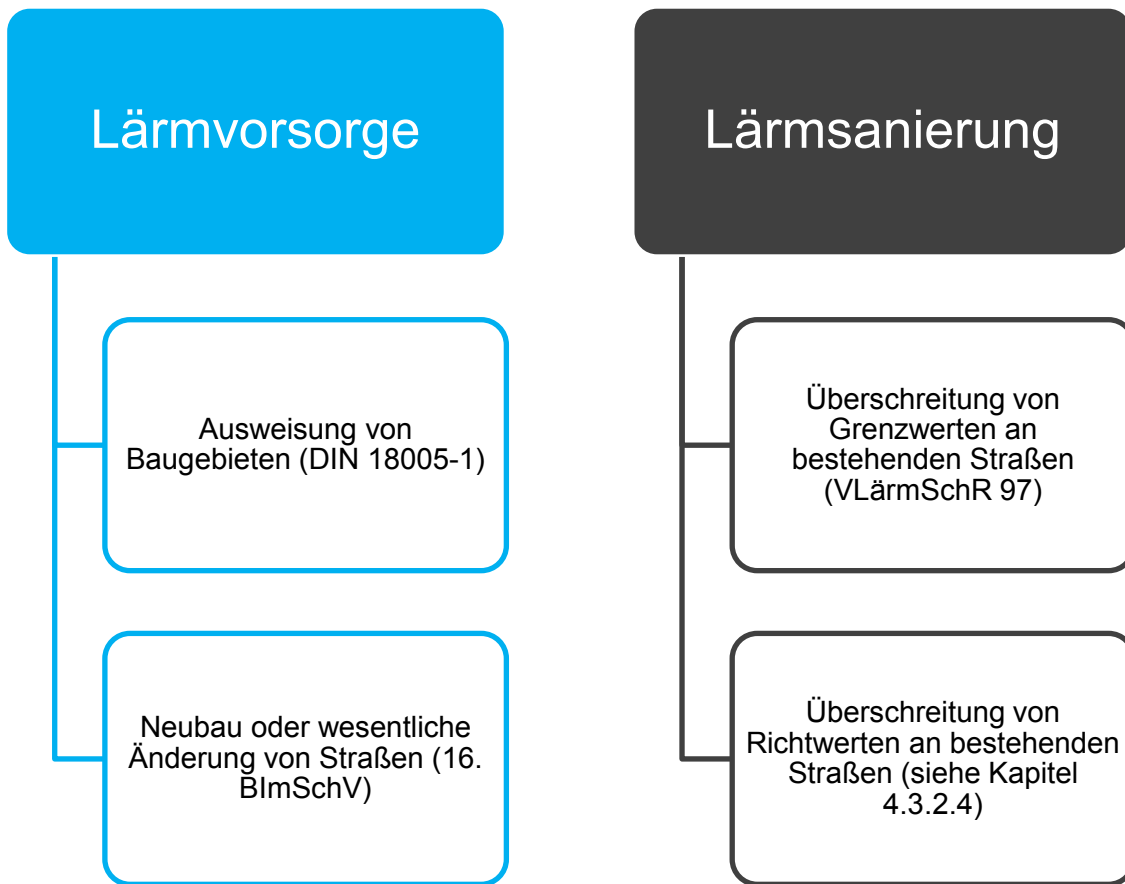 Lärmvorsorge
Ausweisung von
Baugebieten (DIN 18005-1)
Neubau oder wesentliche
Änderung von Straßen (16.
BImSchV)
Lärmsanierung
Überschreitung von
Grenzwerten an
bestehenden Straßen
(VLärmSchR 97)
Überschreitung von
Richtwerten an bestehenden
Straßen (siehe Kapitel
4.3.2.4)